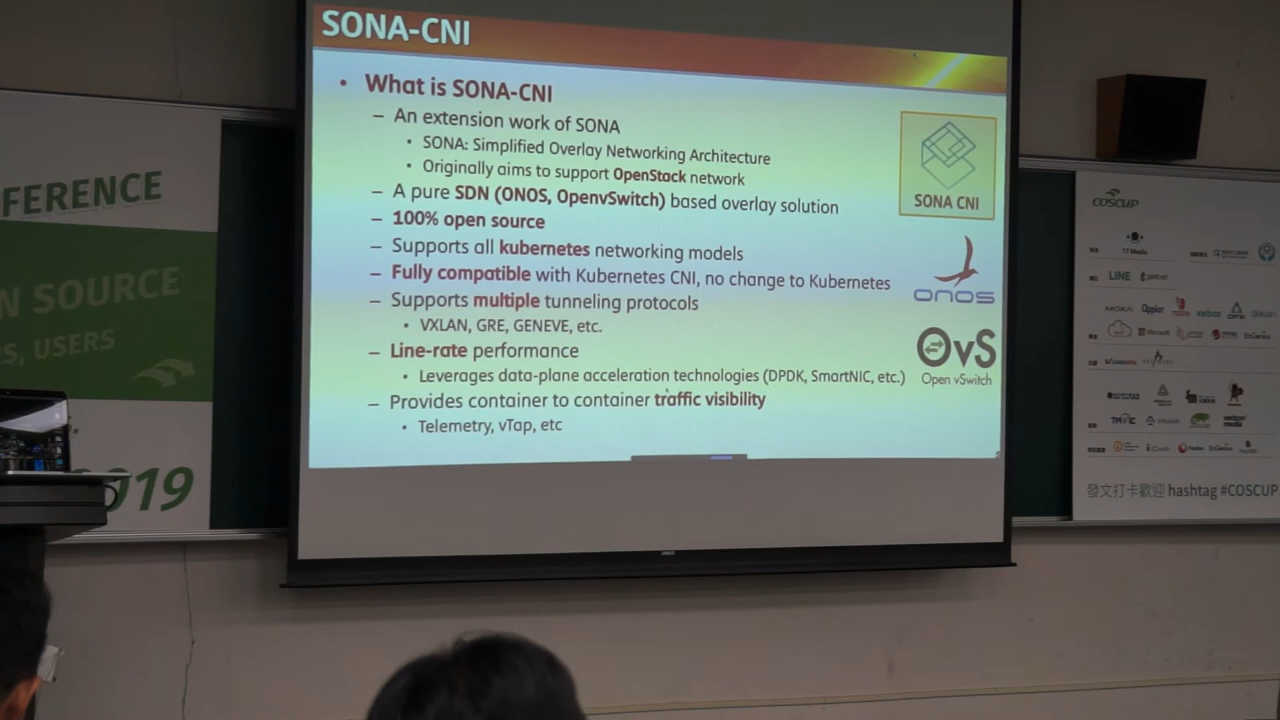 SONA-CNI
• What is SONA-CNI
– An extension work of SONA
• SONA: Simplified Overlay Networking Architecture
• Originally aims to support OpenStack network
– A pure SDN (ONOS, OpenvSwitch) based overlay solution
– 100% open source
– Supports all kubernetes networking models
– Fully compatible with Kubernetes CNI, no change to Kubernetes
– Supports multiple tunneling protocols
• VXLAN, GRE, GENEVE, etc.
– Line-rate performance
• Leverages data-plane acceleration technologies (DPDK, SmartNIC, etc.)
– Provides container to container traffic visibility
• Telemetry, vTap, etc
SONA CNI
onos
OvS
Open vSwitch
FERENCE
N SOURCE
S, USERS
019
COSCUP
LINE
Microsoft
發文打卡歡迎 hashtag #COSCUP